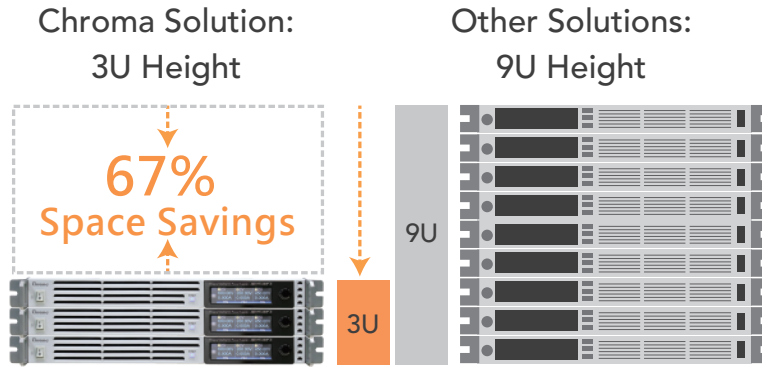 Chroma Solution:
3U Height
Other Solutions:
9U Height
67%
Space Savings
9U
3U